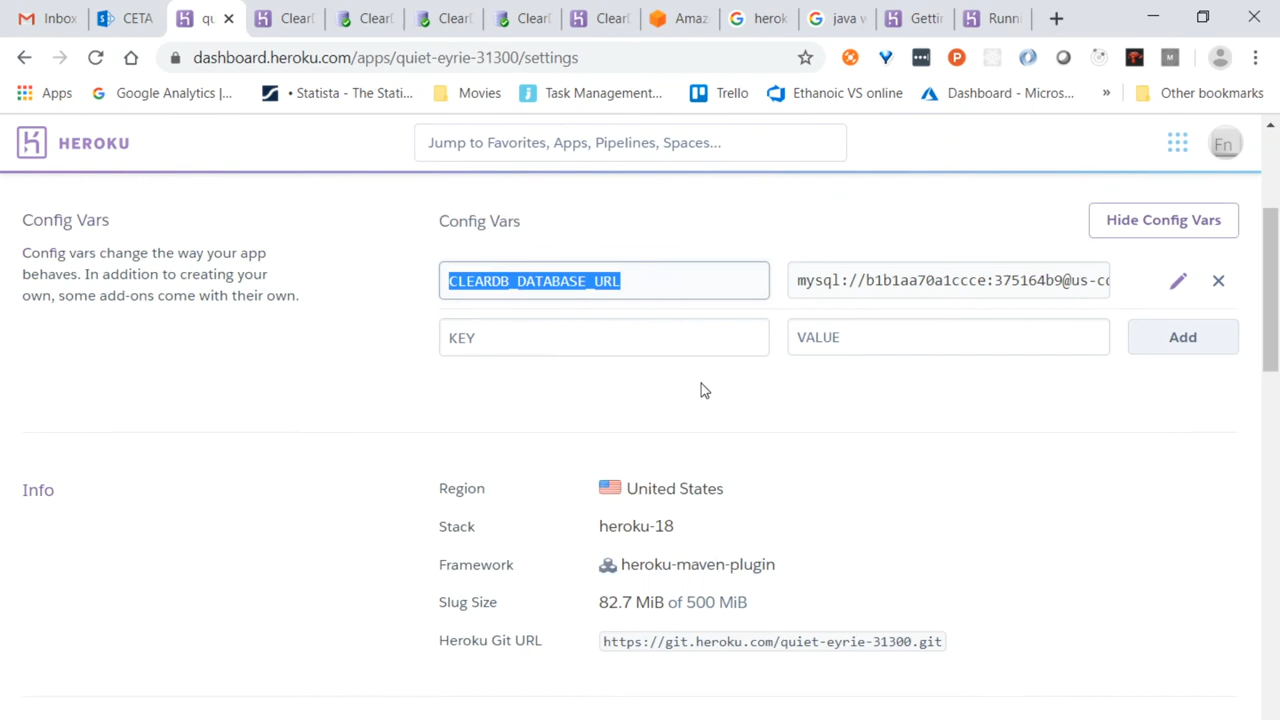 Inbox
CETA
qu
Clear
Clear
Clear
Clear
Clear
Amaz
herok
java v
Gettir
Runni
dashboard.heroku.com/apps/quiet-eyrie-31300/settings
Apps
Google Analytics |...
• Statista - The Stati...
Movies
Task Management...
Trello
Ethanoic VS online
Dashboard - Micros...
»
Other bookmarks
HEROKU
Jump to Favorites, Apps, Pipelines, Spaces...
Fn
Config Vars
Config vars change the way your app
behaves. In addition to creating your
own, some add-ons come with their own.
Config Vars
Hide Config Vars
CLEARDB_DATABASE_URL
mysql://b1b1aa70a1ccce:375164b9@us-cd
KEY
VALUE
Add
Info
Region
United States
Stack
heroku-18
Framework
heroku-maven-plugin
Slug Size
82.7 MiB of 500 MiB
Heroku Git URL
https://git.heroku.com/quiet-eyrie-31300.git